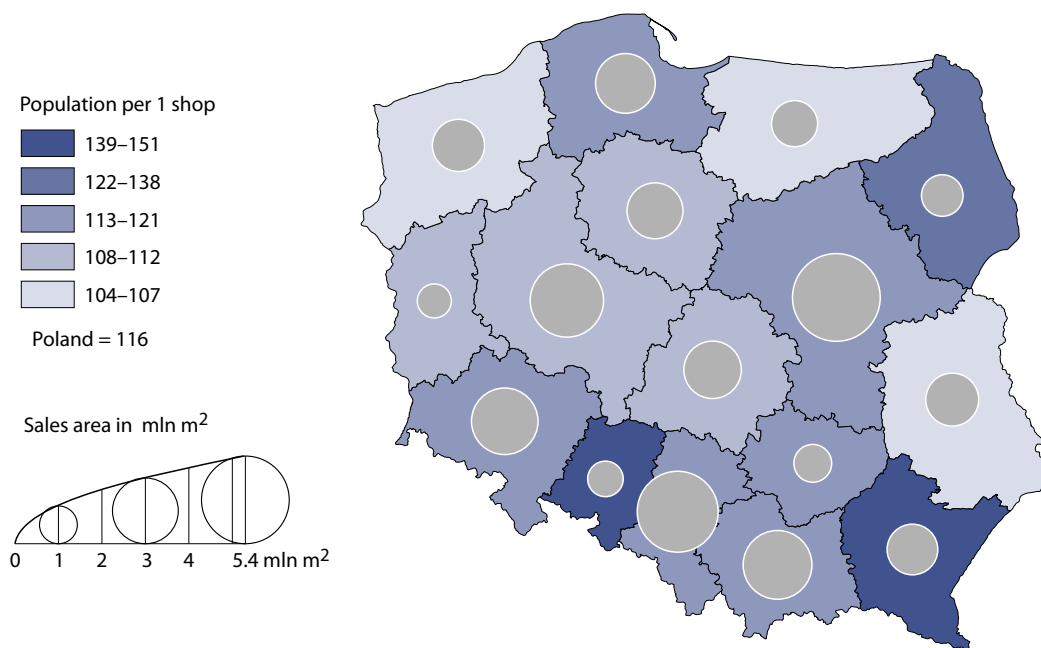 Population per 1 shop
139–151
122–138
113–121
108–112
104–107
Poland = 116
Sales area in mln m²
0 1 2 3 4 5.4 mln m²